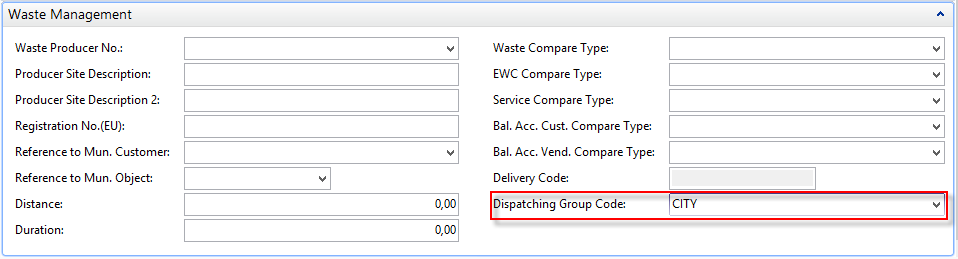 Waste Management
Waste Producer No.:
Producer Site Description:
Producer Site Description 2:
Registration No.(EU):
Reference to Mun. Customer:
Reference to Mun. Object:
Distance: 0,00
Duration: 0,00
Waste Compare Type:
EWC Compare Type:
Service Compare Type:
Bal. Acc. Cust. Compare Type:
Bal. Acc. Vend. Compare Type:
Delivery Code:
Dispatching Group Code: CITY